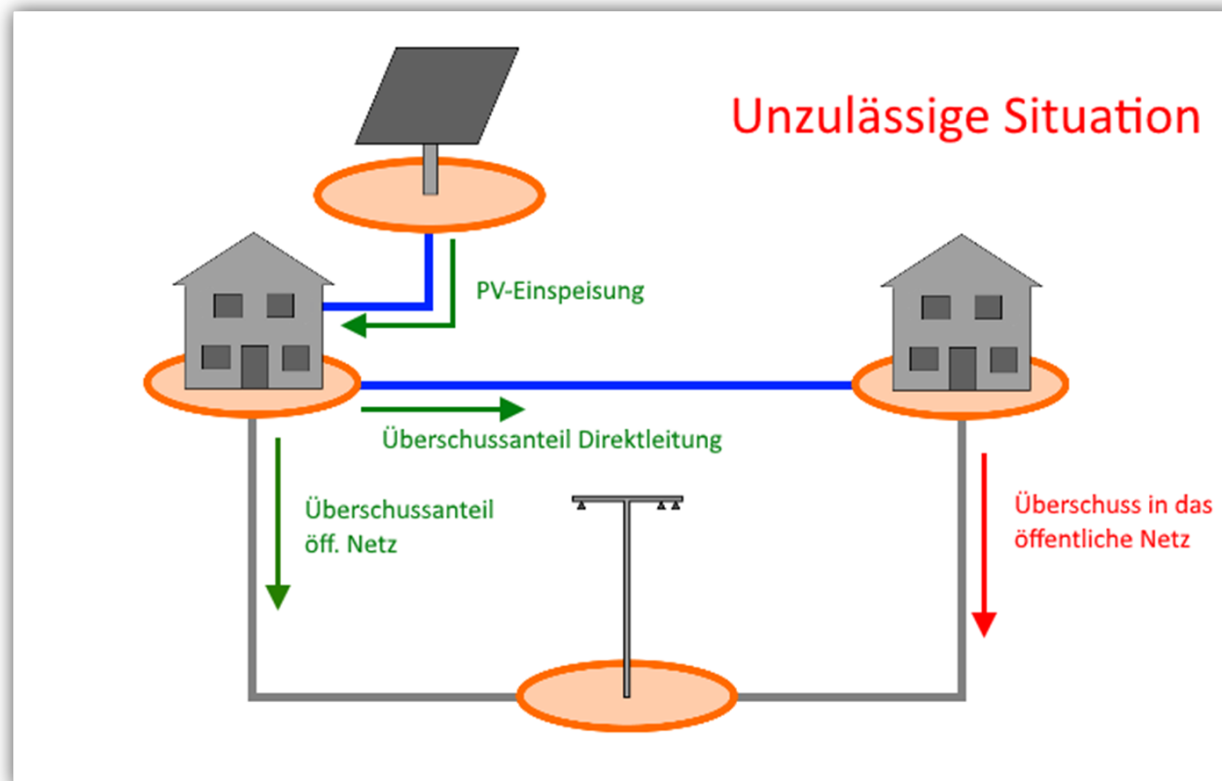 Unzulässige Situation
PV-Einspeisung
Überschussanteil Direktleitung
Überschussanteil
öff. Netz
Überschuss in das
öffentliche Netz